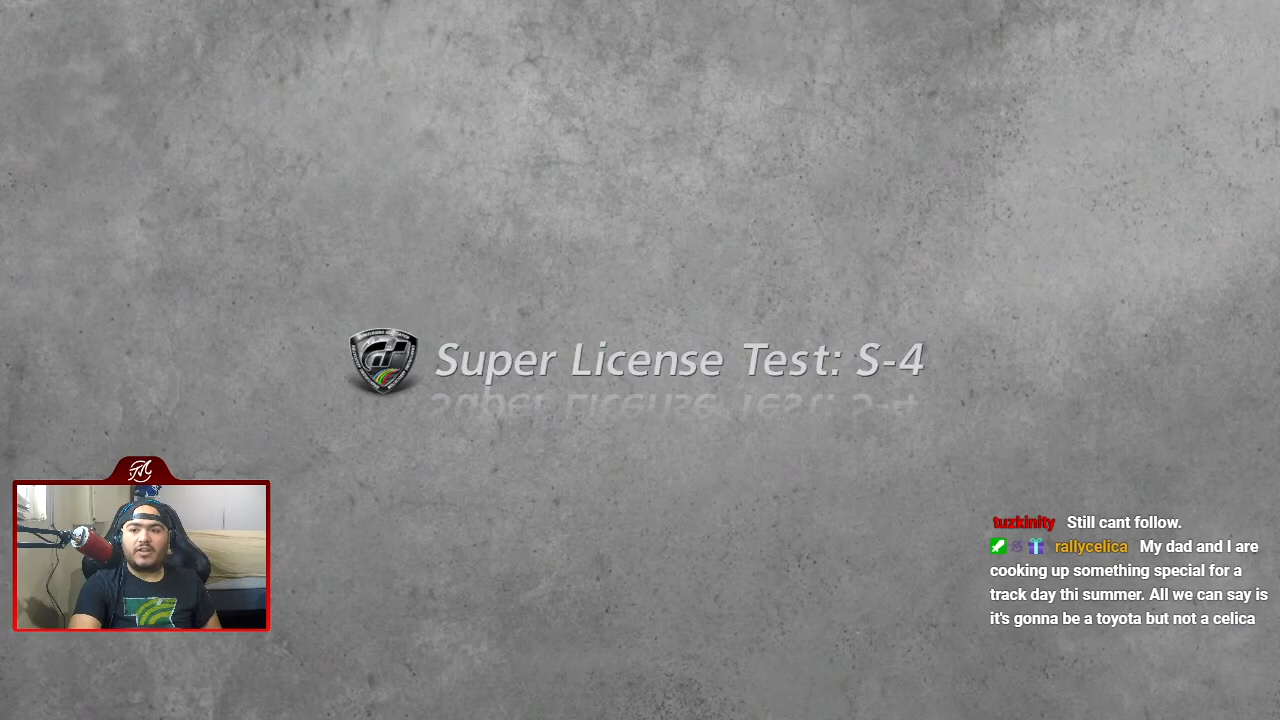 Super License Test: S-4
tuzkinity Still cant follow.
rallycelica My dad and I are
cooking up something special for a
track day thi summer. All we can say is
it's gonna be a toyota but not a celica